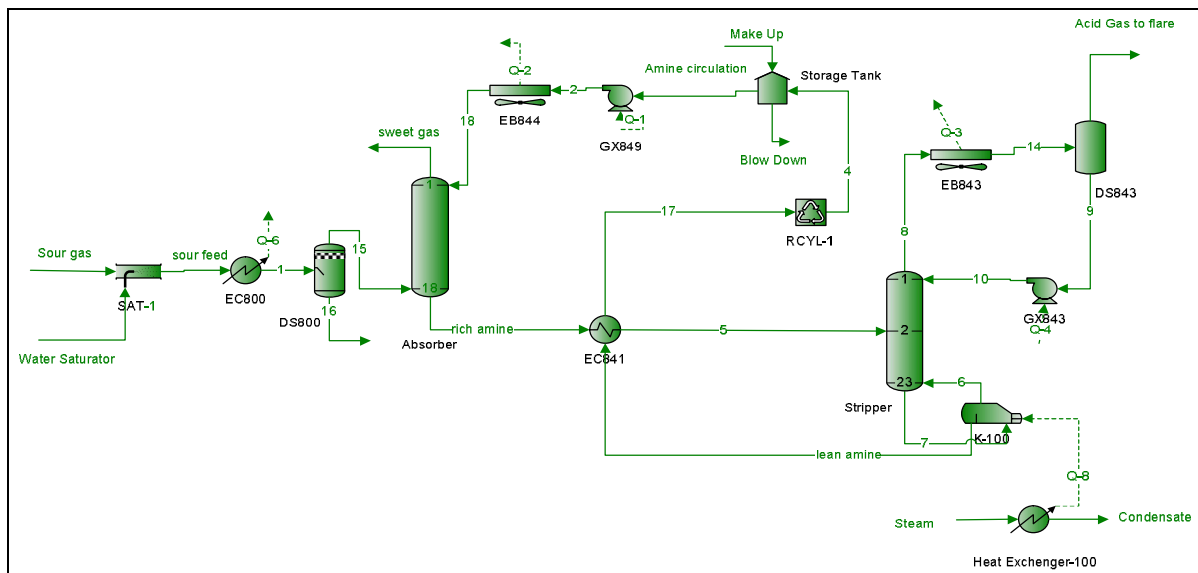 Acid Gas to flare
Make Up
Q-2
Amine circulation
Storage Tank
2
EB844
Q-1
GX849
18
sweet gas
Blow Down
4
Q-3
14
EB843
DS843
1
17
RCYL-1
8
9
Sour gas
sour feed
Q-6
1
15
18
SAT-1
EC800
DS800
16
Water Saturator
Absorber
rich amine
EC841
5
1
10
2
GX843
Q-4
23
6
Stripper
7
K-100
lean amine
Q-8
Steam
Condensate
Heat Exchenger-100